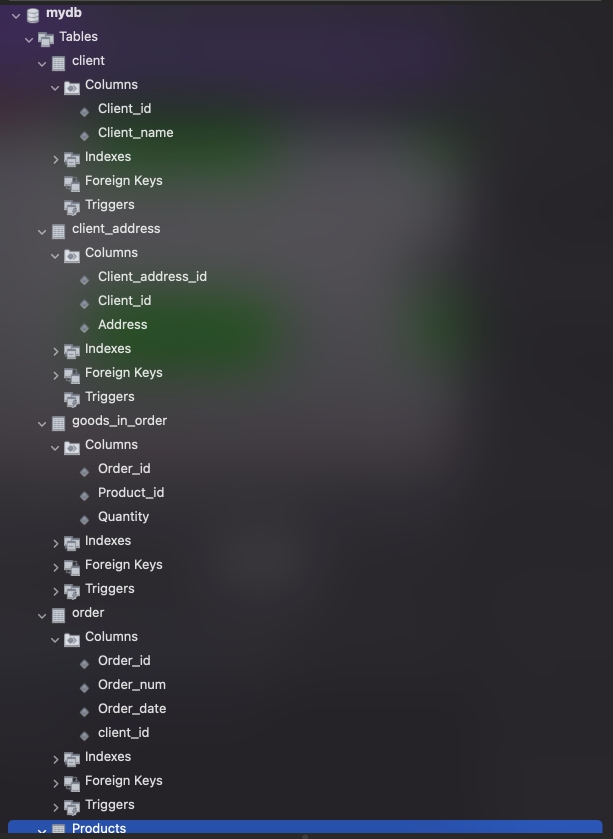 mydb
Tables
client
Columns
Client_id
Client_name
Indexes
Foreign Keys
Triggers
client_address
Columns
Client_address_id
Client_id
Address
Indexes
Foreign Keys
Triggers
goods_in_order
Columns
Order_id
Product_id
Quantity
Indexes
Foreign Keys
Triggers
order
Columns
Order_id
Order_num
Order_date
client_id
Indexes
Foreign Keys
Triggers
Products